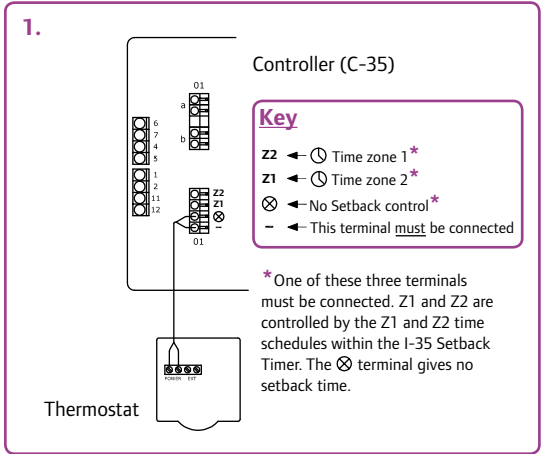 1.
Controller (C-35)
01
a
b
6
7
4
5
1
2
11
12
Z2
Z1
⊗
–
01
Key
Z2 ← Time zone 1*
Z1 ← Time zone 2*
⊗ ← No Setback control*
– ← This terminal must be connected
*One of these three terminals
must be connected. Z1 and Z2 are
controlled by the Z1 and Z2 time
schedules within the I-35 Setback
Timer. The ⊗ terminal gives no
setback time.
POWER EXT
Thermostat